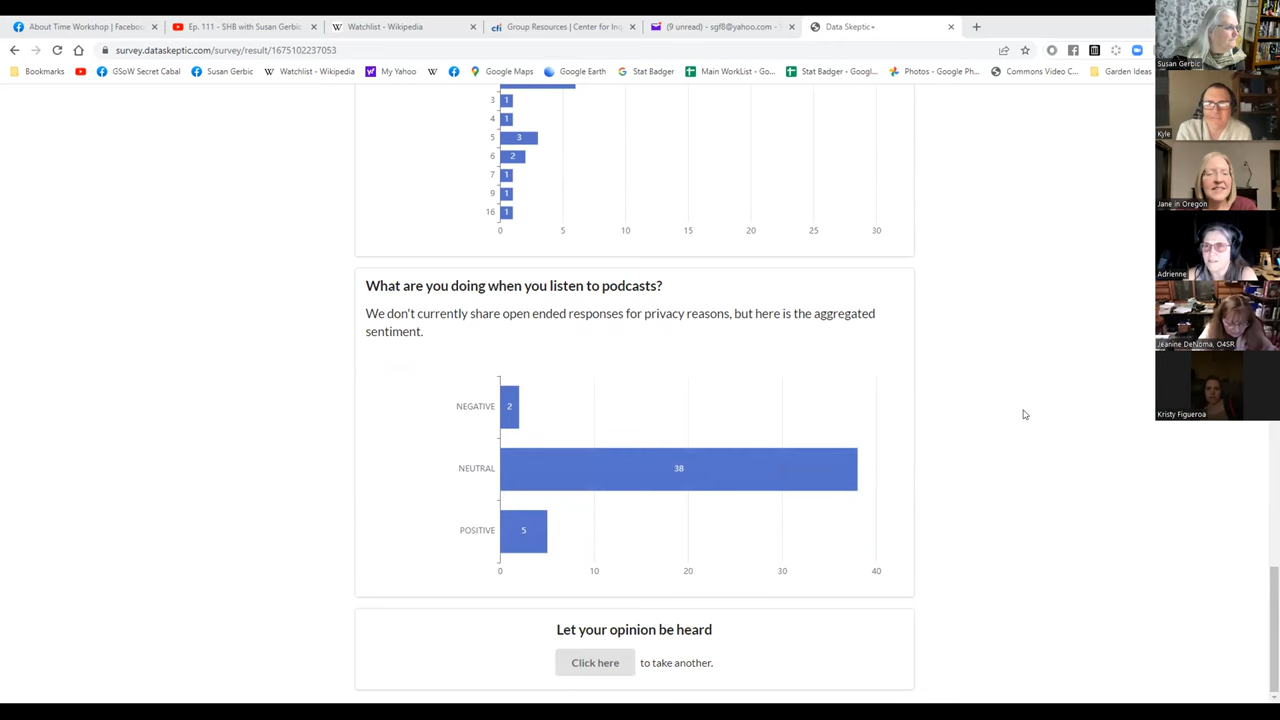 About Time Workshop | Faceboo
Ep. 111 - SHB with Susan Gerbic
Watchlist - Wikipedia
Group Resources | Center for Inq
(9 unread) - sgf8@yahoo.com -
Data Skeptic+
survey.dataskeptic.com/survey/result/1675102237053
Bookmarks
GSoW Secret Cabal
Susan Gerbic
Watchlist - Wikipedia
My Yahoo
Google Maps
Google Earth
Stat Badger
Main WorkList - Go...
Stat Badger - Googl...
Photos - Google Ph...
Commons Video C...
Garden Ideas
Susan Gerbic
Kyle
Jane in Oregon
Adrienne
Jeanine DeNoma, O4SR
Kristy Figueroa
3 1
4 1
5 3
6 2
7 1
9 1
16 1
0 5 10 15 20 25 30
What are you doing when you listen to podcasts?
We don't currently share open ended responses for privacy reasons, but here is the aggregated
sentiment.
NEGATIVE 2
NEUTRAL 38
POSITIVE 5
0 10 20 30 40
Let your opinion be heard
Click here to take another.